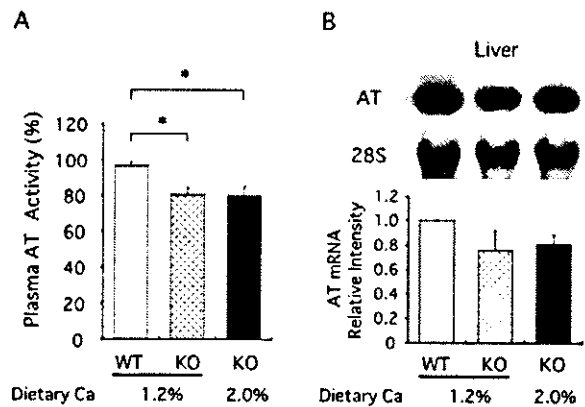 A
*
*
Plasma AT Activity (%)
120
100
80
60
40
20
0
WT KO KO
Dietary Ca 1.2% 2.0%
B
Liver
AT
28S
AT mRNA
Relative Intensity
1.2
1.0
0.8
0.6
0.4
0.2
0
WT KO KO
Dietary Ca 1.2% 2.0%